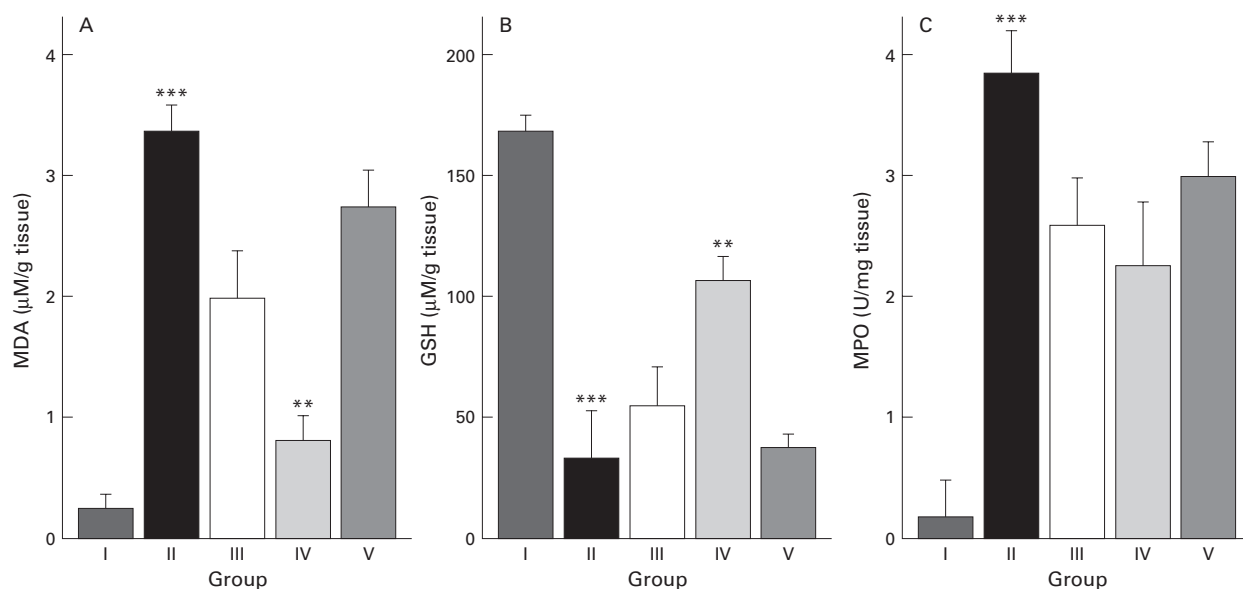 A
MDA (μM/g tissue)
4
3
2
1
0
***
**
I II III IV V
Group
B
GSH (μM/g tissue)
200
150
100
50
0
***
**
I II III IV V
Group
C
MPO (U/mg tissue)
4
3
2
1
0
***
I II III IV V
Group